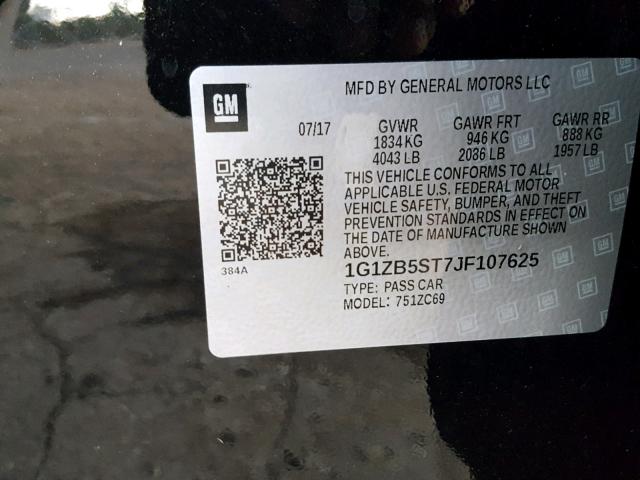 GM
MFD BY GENERAL MOTORS LLC
07/17 GVWR GAWR FRT GAWR RR
1834 KG 946 KG 888 KG
4043 LB 2086 LB 1957 LB
THIS VEHICLE CONFORMS TO ALL
APPLICABLE U.S. FEDERAL MOTOR
VEHICLE SAFETY, BUMPER, AND THEFT
PREVENTION STANDARDS IN EFFECT ON
THE DATE OF MANUFACTURE SHOWN
ABOVE.
384A
1G1ZB5ST7JF107625
TYPE: PASS CAR
MODEL: 751ZC69